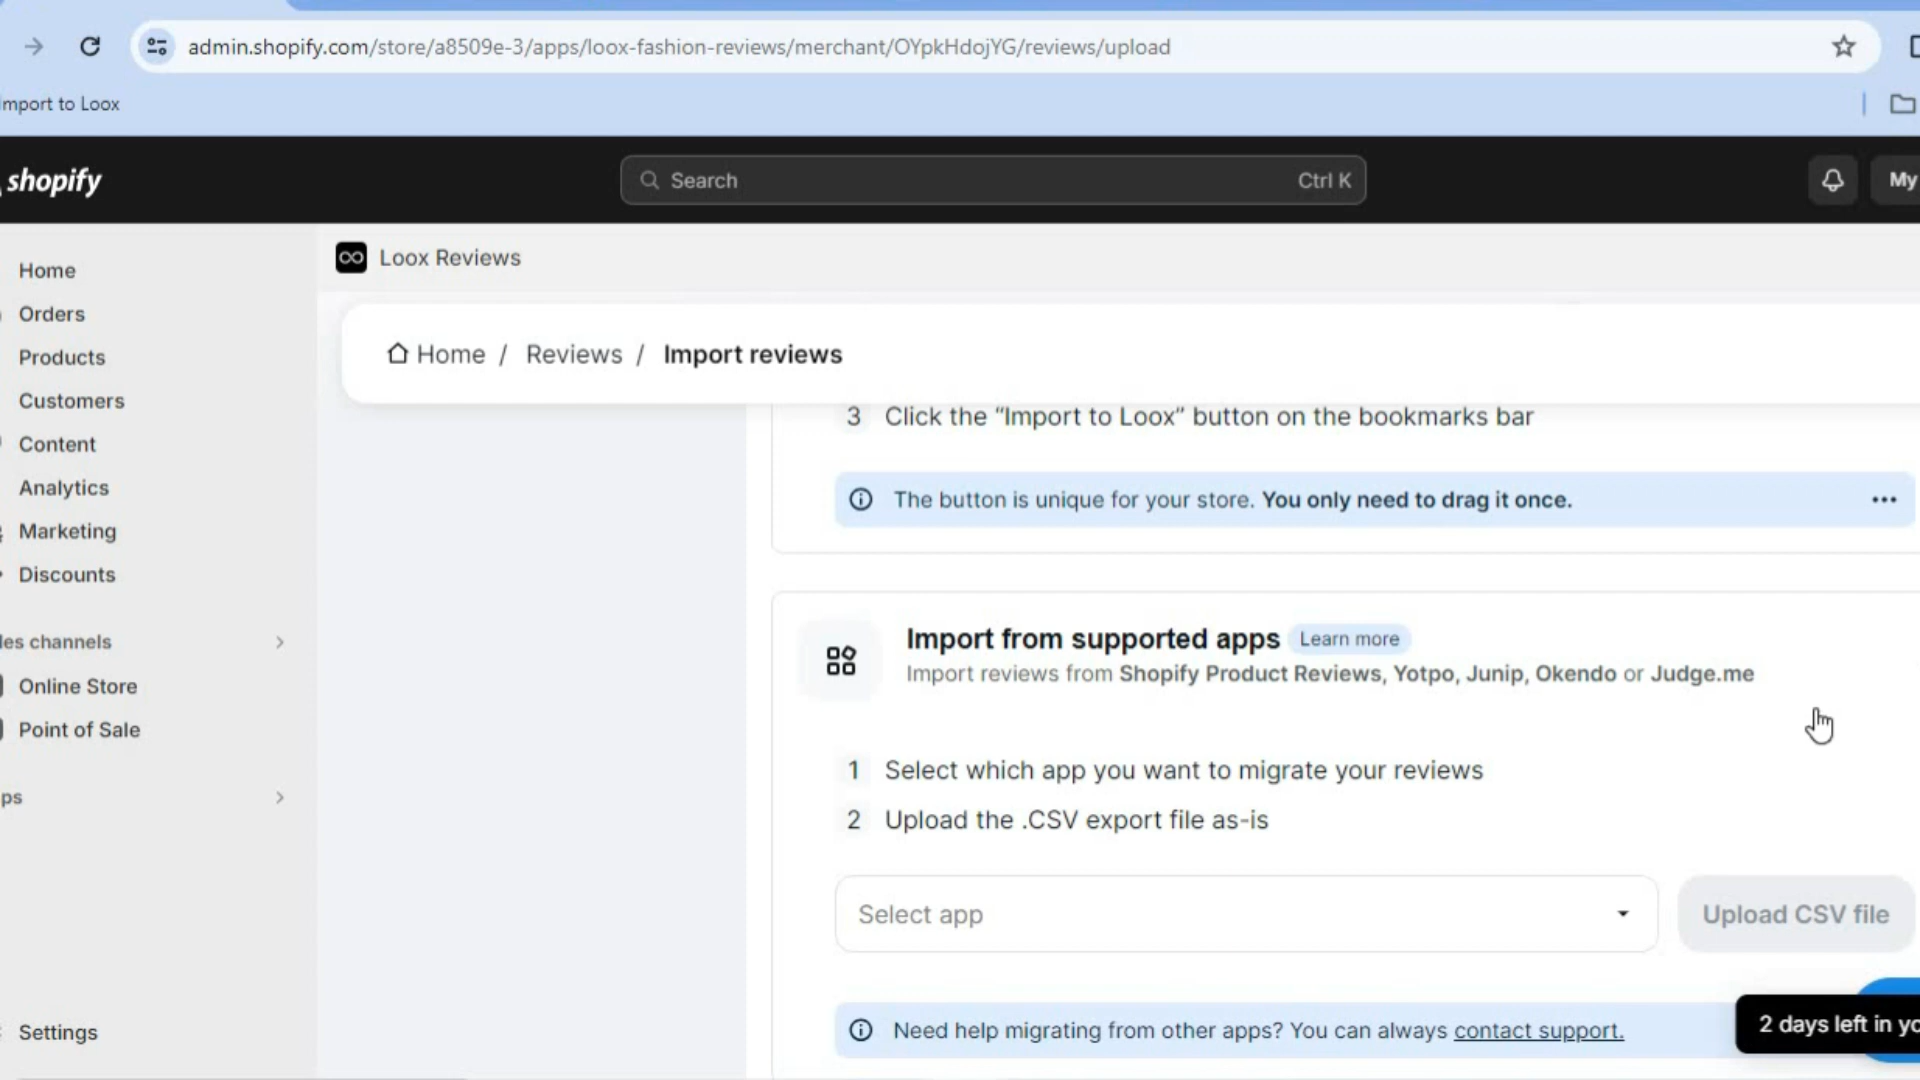 admin.shopify.com/store/a8509e-3/apps/loox-fashion-reviews/merchant/OYpkHdojYG/reviews/upload
mport to Loox
shopify
Search
Ctrl K
My
Home
Orders
Products
Customers
Content
Analytics
Marketing
Discounts
les channels
Online Store
Point of Sale
ps
Settings
Loox Reviews
Home / Reviews / Import reviews
3 Click the “Import to Loox” button on the bookmarks bar
The button is unique for your store. You only need to drag it once.
Import from supported apps Learn more
Import reviews from Shopify Product Reviews, Yotpo, Junip, Okendo or Judge.me
1 Select which app you want to migrate your reviews
2 Upload the .CSV export file as-is
Select app
Upload CSV file
Need help migrating from other apps? You can always contact support.
2 days left in yo